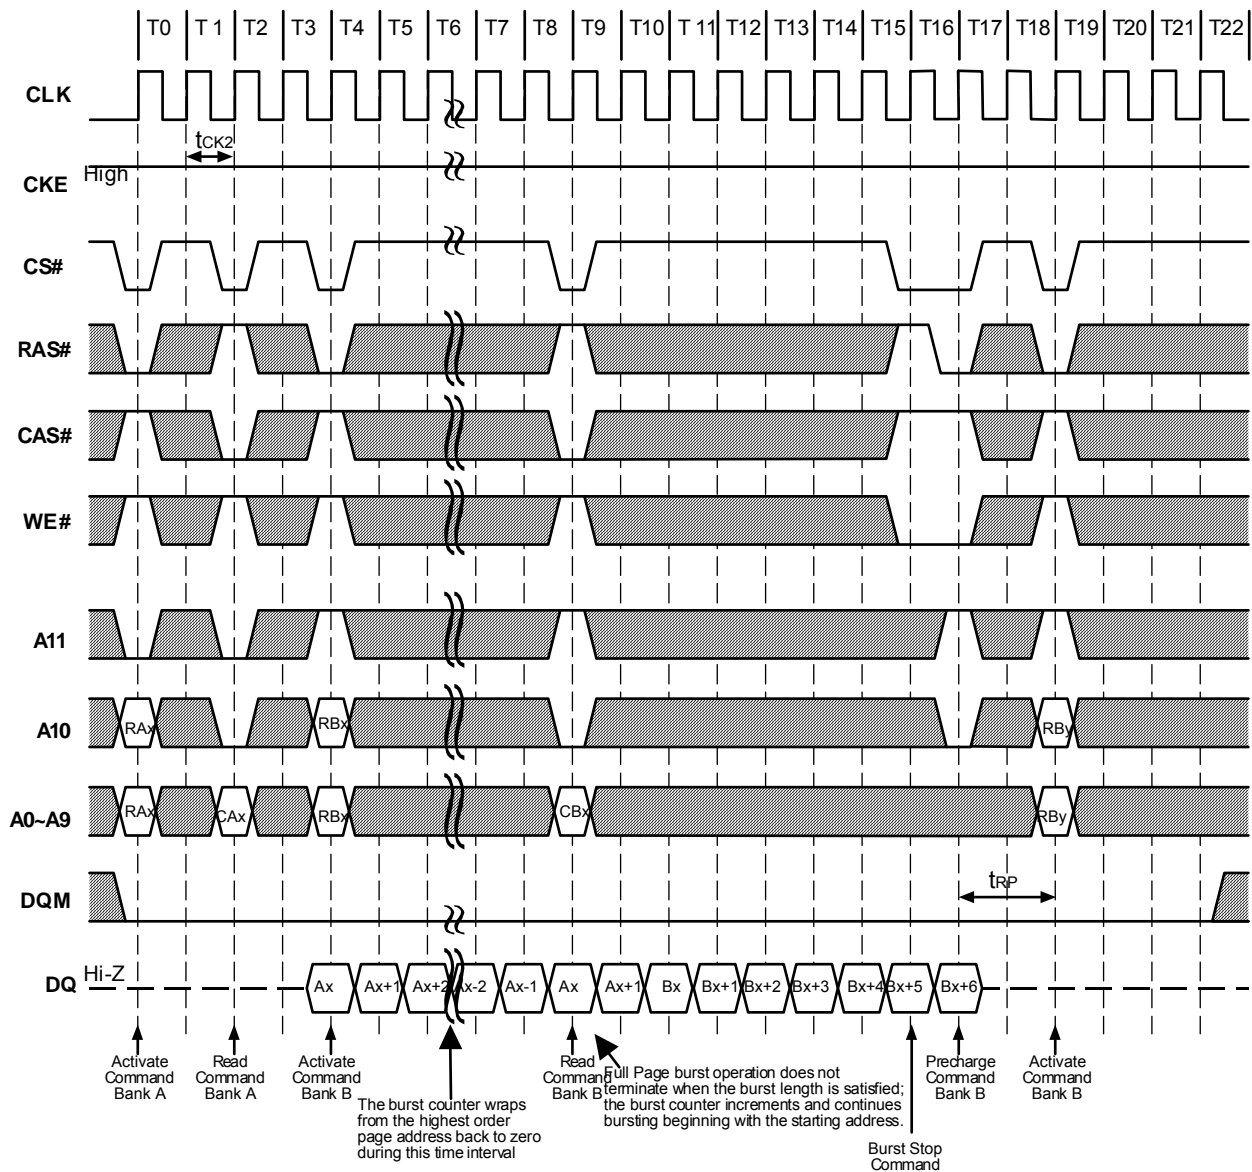 T0 T 1 T2 T3 T4 T5 T6 T7 T8 T9 T10 T 11 T12 T13 T14 T15 T16 T17 T18 T19 T20 T21 T22
CLK
tCK2
High
CKE
CS#
RAS#
CAS#
WE#
A11
A10 RAx RBx RBy
A0~A9 RAx CAx RBx CBx RBy
DQM
tRP
Hi-Z
DQ Ax Ax+1 Ax+2 Ax-2 Ax-1 Ax Ax+1 Bx Bx+1 Bx+2 Bx+3 Bx+4 Bx+5 Bx+6
Activate
Command
Bank A
Read
Command
Bank A
Activate
Command
Bank B
The burst counter wraps
from the highest order
page address back to zero
during this time interval
Read
Command
Bank B
Full Page burst operation does not
terminate when the burst length is satisfied;
the burst counter increments and continues
bursting beginning with the starting address.
Burst Stop
Command
Precharge
Command
Bank B
Activate
Command
Bank B